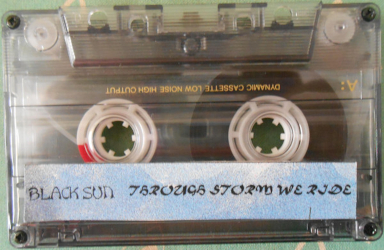 A:
DYNAMIC CASSETTE LOW NOISE HIGH OUTPUT
BLACK SUN THROUGH STORM WE RIDE